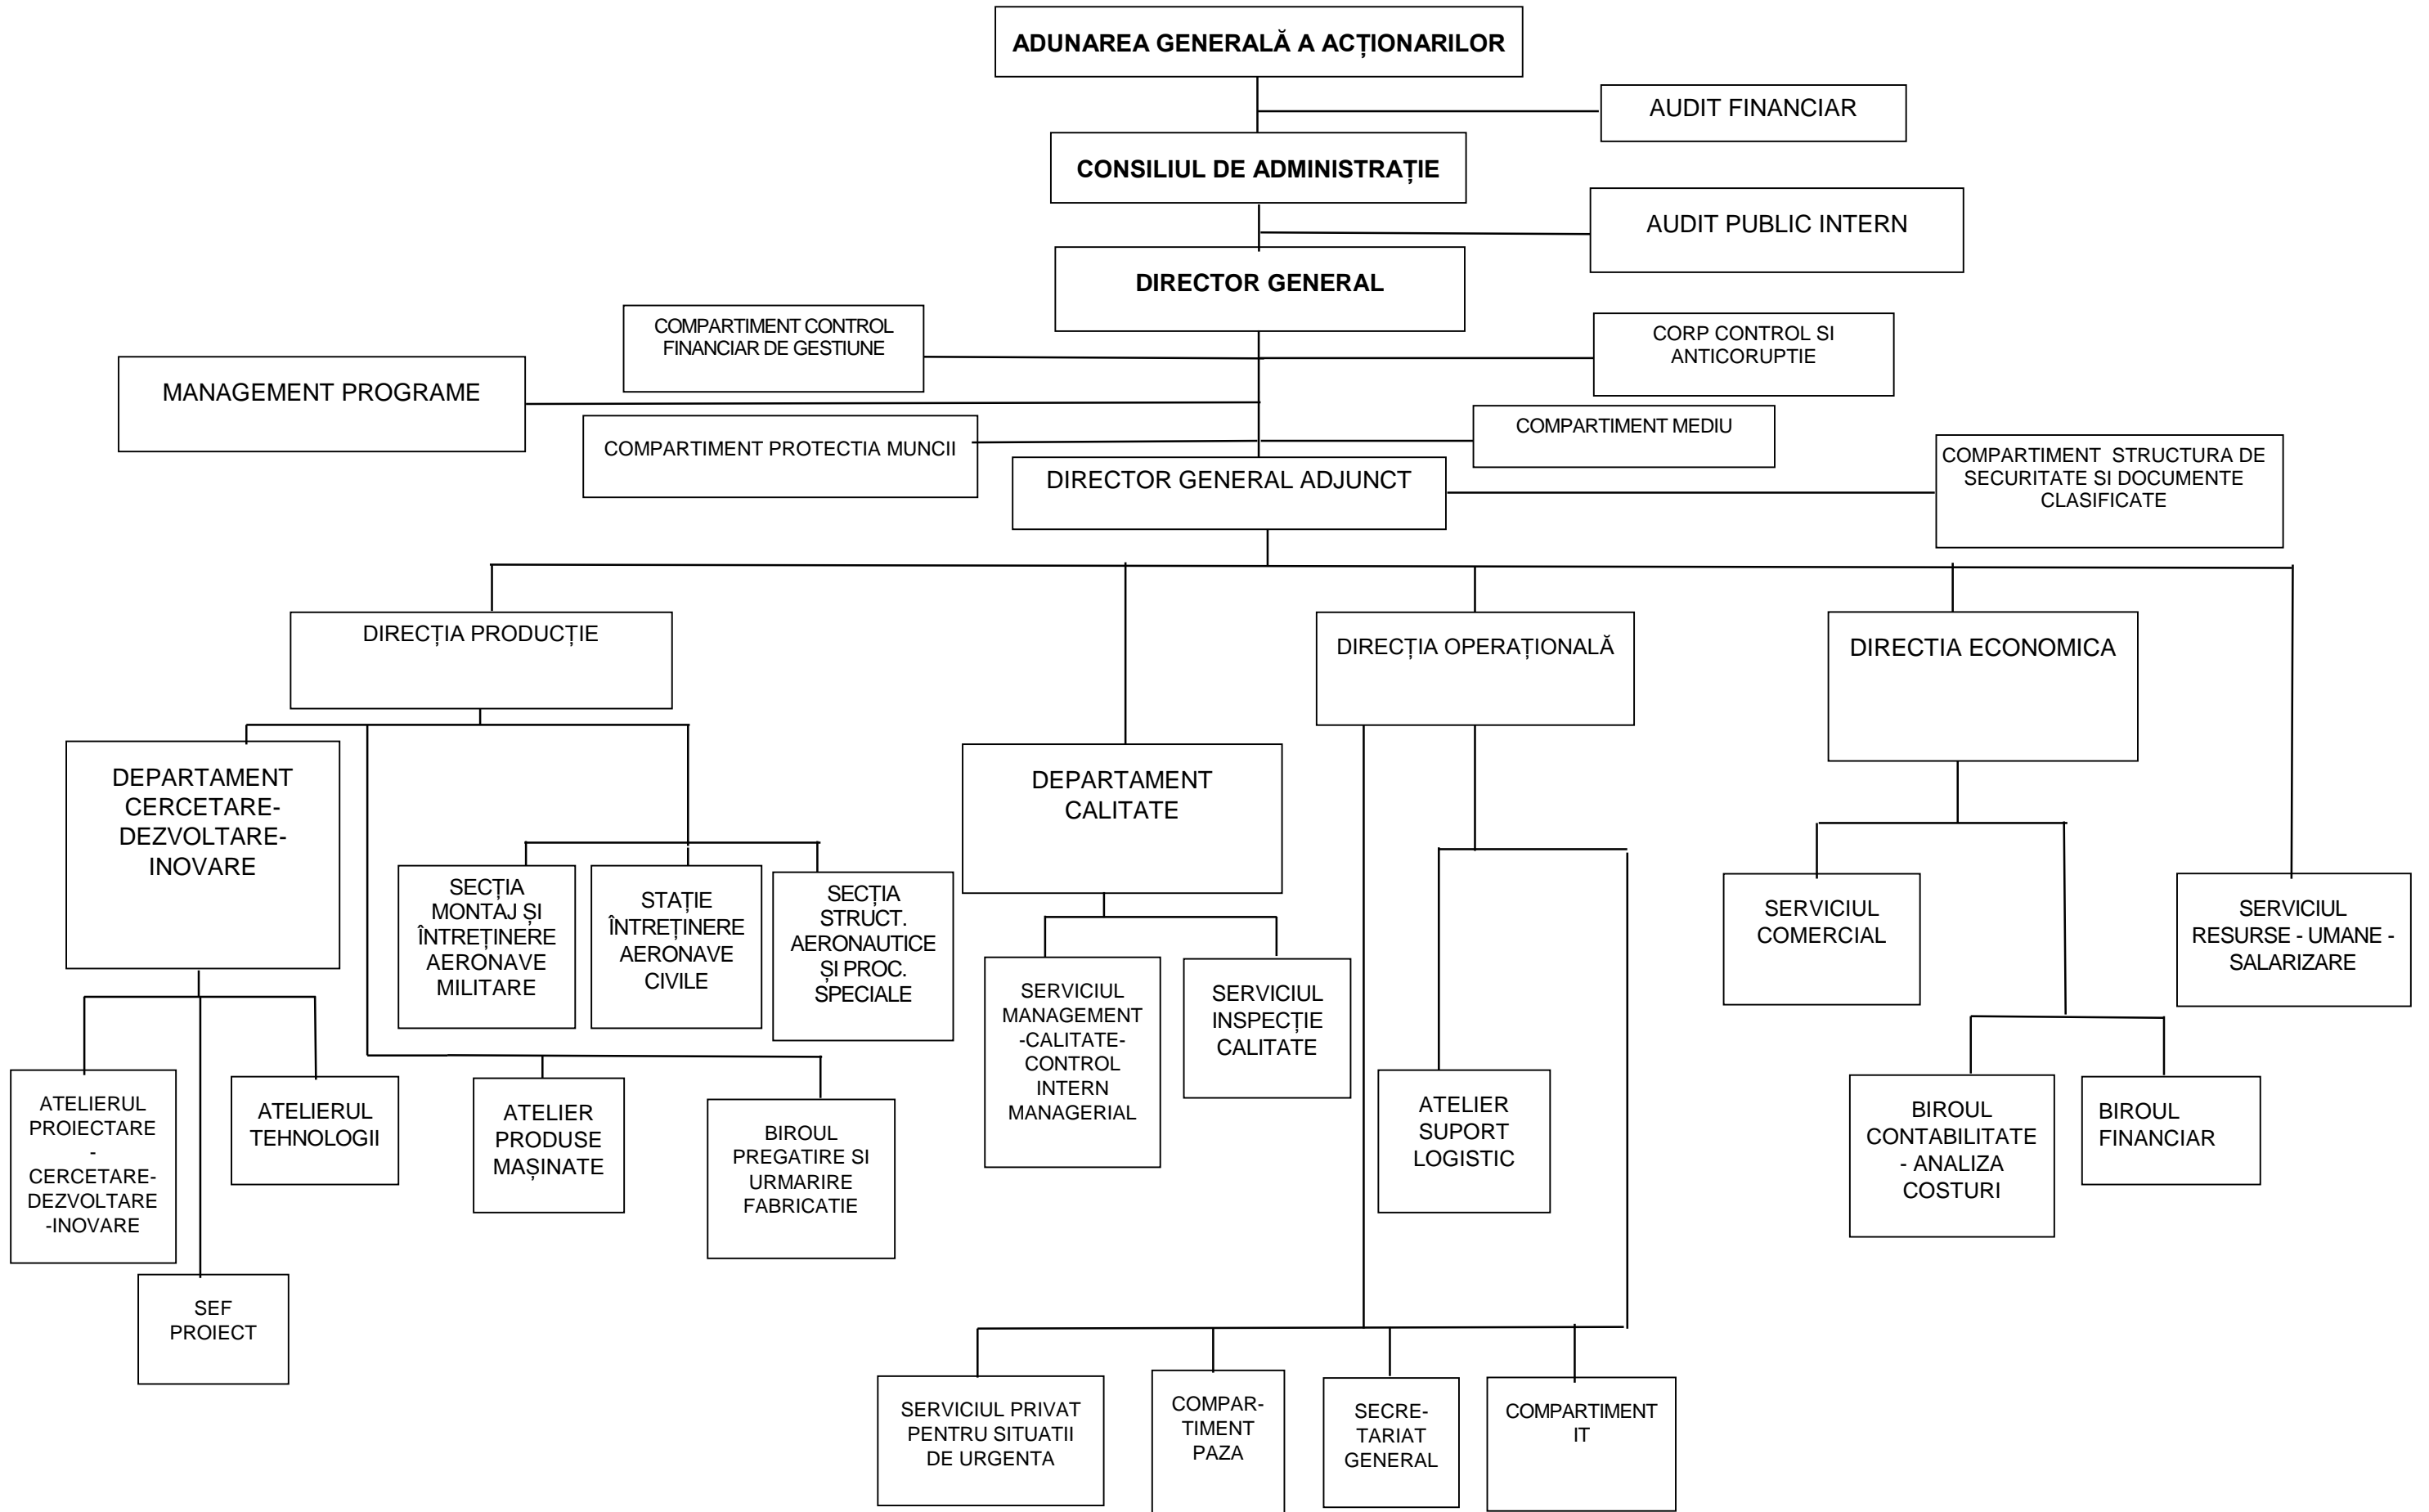 ADUNAREA GENERALĂ A ACȚIONARILOR
AUDIT FINANCIAR
CONSILIUL DE ADMINISTRAȚIE
AUDIT PUBLIC INTERN
DIRECTOR GENERAL
COMPARTIMENT CONTROL
FINANCIAR DE GESTIUNE
CORP CONTROL SI
ANTICORUPTIE
MANAGEMENT PROGRAME
COMPARTIMENT PROTECTIA MUNCII
COMPARTIMENT MEDIU
DIRECTOR GENERAL ADJUNCT
COMPARTIMENT STRUCTURA DE
SECURITATE SI DOCUMENTE
CLASIFICATE
DIRECȚIA PRODUCȚIE
DIRECȚIA OPERAȚIONALĂ
DIRECTIA ECONOMICA
DEPARTAMENT
CERCETARE-
DEZVOLTARE-
INOVARE
DEPARTAMENT
CALITATE
SECȚIA
MONTAJ ȘI
ÎNTREȚINERE
AERONAVE
MILITARE
STAȚIE
ÎNTREȚINERE
AERONAVE
CIVILE
SECȚIA
STRUCT.
AERONAUTICE
ȘI PROC.
SPECIALE
SERVICIUL
COMERCIAL
SERVICIUL
RESURSE - UMANE -
SALARIZARE
SERVICIUL
MANAGEMENT
-CALITATE-
CONTROL
INTERN
MANAGERIAL
SERVICIUL
INSPECȚIE
CALITATE
ATELIERUL
PROIECTARE
-
CERCETARE-
DEZVOLTARE
-INOVARE
ATELIERUL
TEHNOLOGII
ATELIER
PRODUSE
MAȘINATE
BIROUL
PREGATIRE SI
URMARIRE
FABRICATIE
ATELIER
SUPORT
LOGISTIC
BIROUL
CONTABILITATE
- ANALIZA
COSTURI
BIROUL
FINANCIAR
SEF
PROIECT
SERVICIUL PRIVAT
PENTRU SITUATII
DE URGENTA
COMPAR-
TIMENT
PAZA
SECRE-
TARIAT
GENERAL
COMPARTIMENT
IT